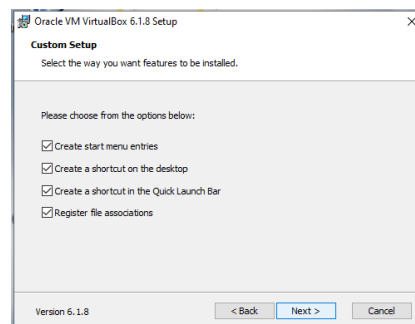 Oracle VM VirtualBox 6.1.8 Setup
Custom Setup
Select the way you want features to be installed.
Please choose from the options below:
Create start menu entries
Create a shortcut on the desktop
Create a shortcut in the Quick Launch Bar
Register file associations
Version 6.1.8 < Back Next > Cancel